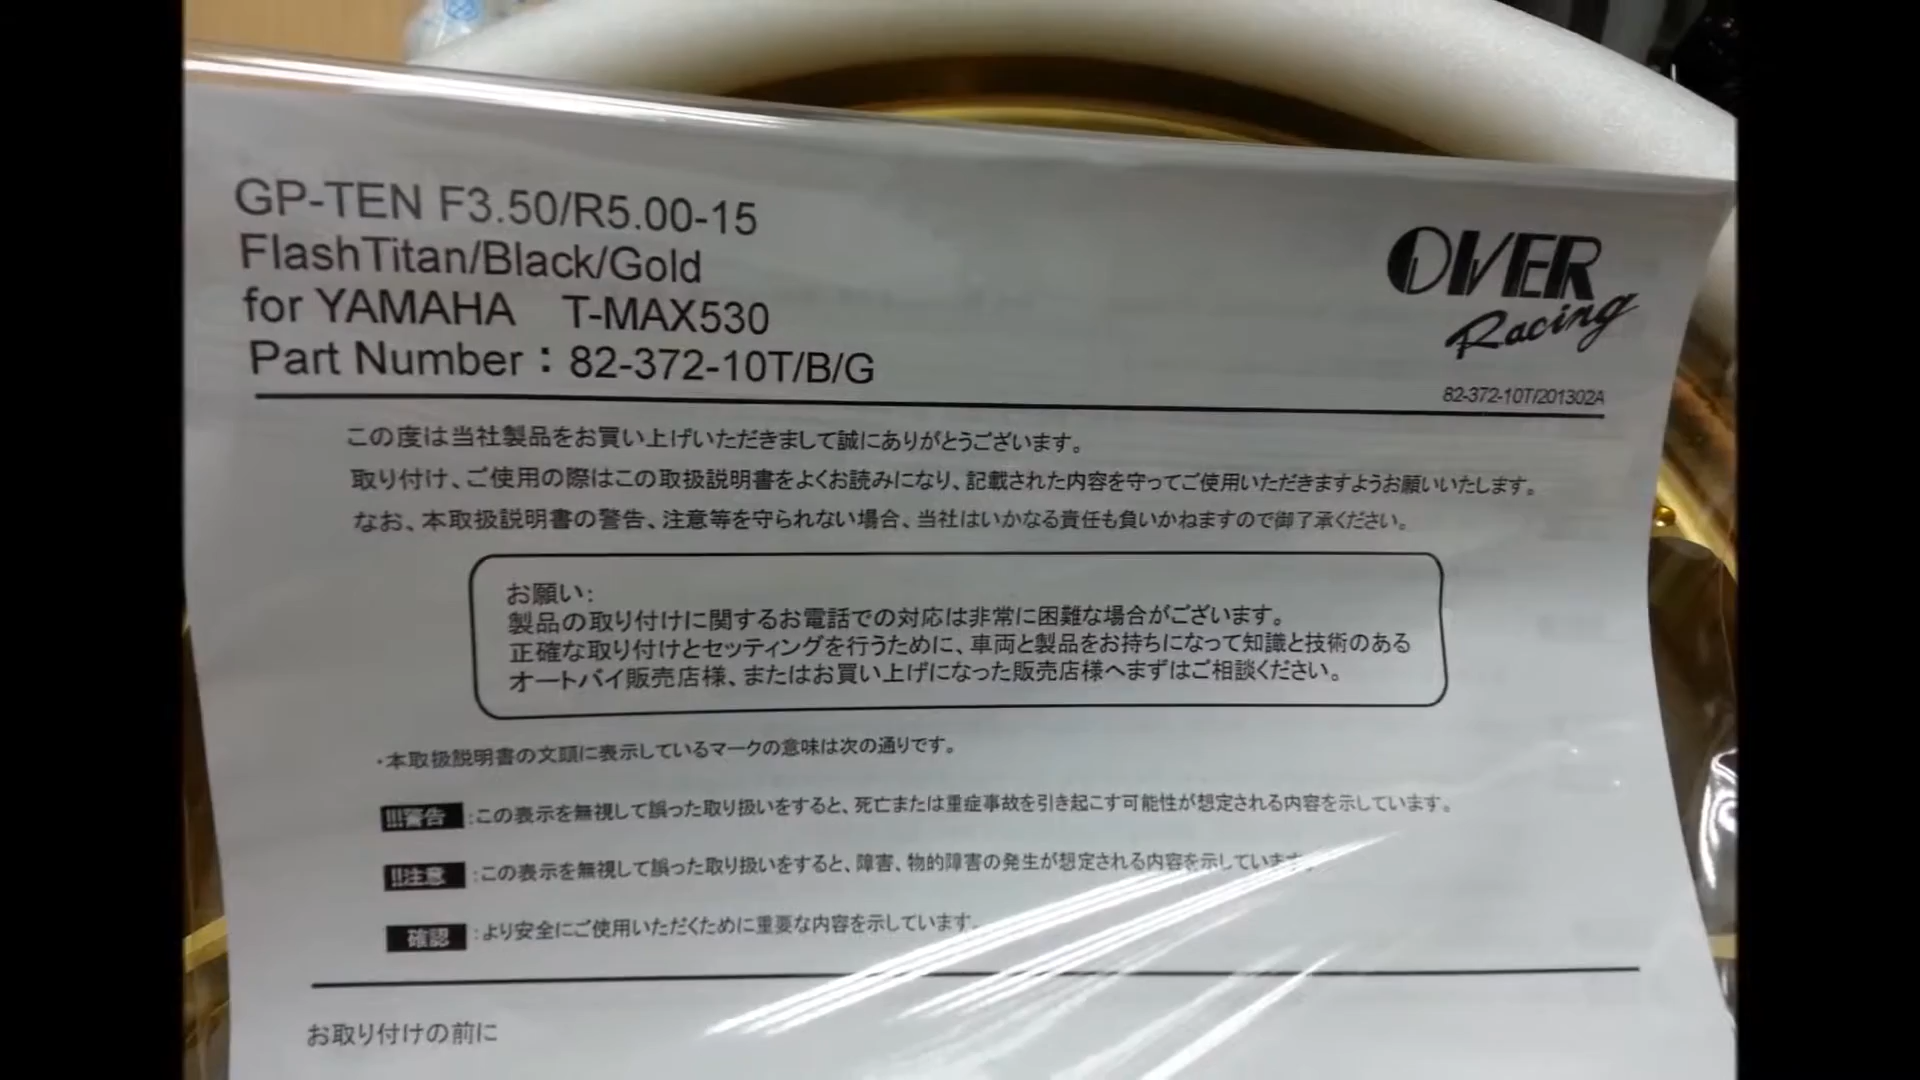 GP-TEN F3.50/R5.00-15
FlashTitan/Black/Gold
for YAMAHA　T-MAX530
Part Number：82-372-10T/B/G
OVER
Racing
82-372-10T/201302A
この度は当社製品をお買い上げいただきまして誠にありがとうございます。
取り付け、ご使用の際はこの取扱説明書をよくお読みになり、記載された内容を守ってご使用いただきますようお願いいたします。
なお、本取扱説明書の警告、注意等を守られない場合、当社はいかなる責任も負いかねますので御了承ください。
お願い：
製品の取り付けに関するお電話での対応は非常に困難な場合がございます。
正確な取り付けとセッティングを行うために、車両と製品をお持ちになって知識と技術のある
オートバイ販売店様、またはお買い上げになった販売店様へまずはご相談ください。
・本取扱説明書の文頭に表示しているマークの意味は次の通りです。
!!!警告：この表示を無視して誤った取り扱いをすると、死亡または重症事故を引き起こす可能性が想定される内容を示しています。
!!注意：この表示を無視して誤った取り扱いをすると、障害、物的障害の発生が想定される内容を示しています。
確認：より安全にご使用いただくために重要な内容を示しています。
お取り付けの前に